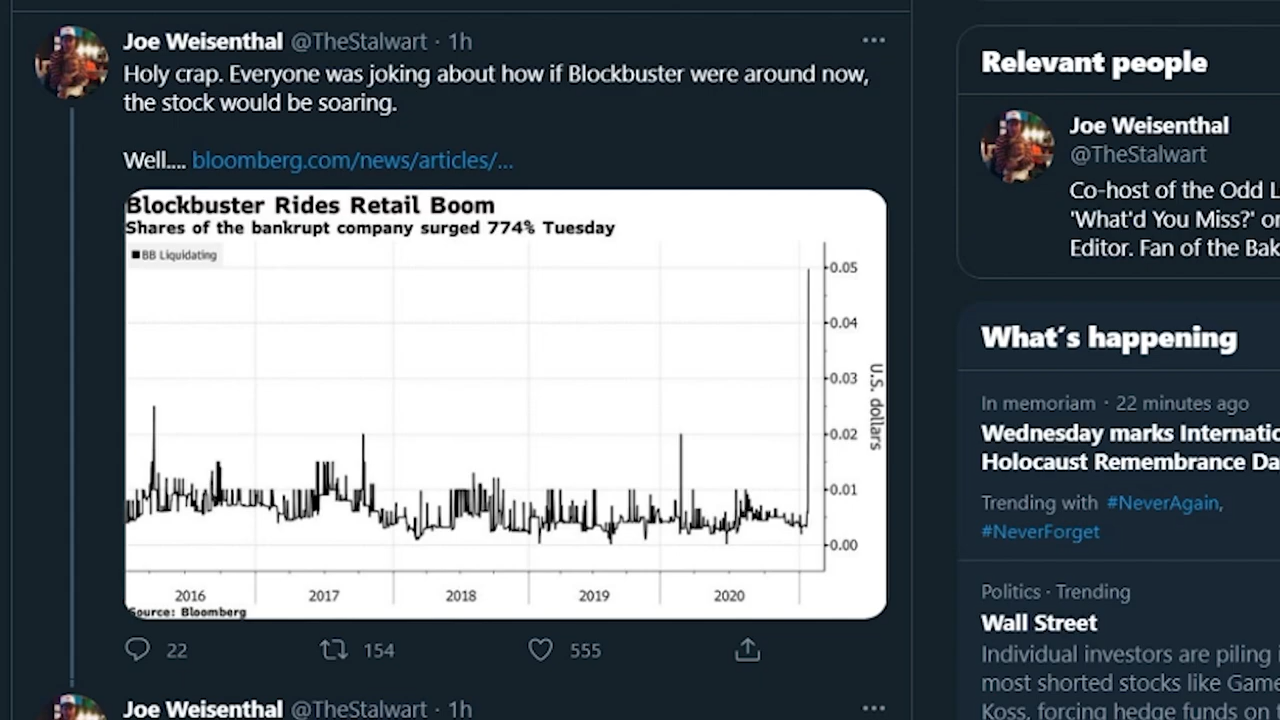 Joe Weisenthal @TheStalwart · 1h
Holy crap. Everyone was joking about how if Blockbuster were around now,
the stock would be soaring.
Well.... bloomberg.com/news/articles/...
Blockbuster Rides Retail Boom
Shares of the bankrupt company surged 774% Tuesday
BB Liquidating
0.05
0.04
0.03
0.02
0.01
0.00
U.S. dollars
2016 2017 2018 2019 2020
Source: Bloomberg
22 154 555
Joe Weisenthal @TheStalwart · 1h
Relevant people
Joe Weisenthal
@TheStalwart
Co-host of the Odd L
'What'd You Miss?' or
Editor. Fan of the Bak
What's happening
In memoriam · 22 minutes ago
Wednesday marks Internatio
Holocaust Remembrance Da
Trending with #NeverAgain,
#NeverForget
Politics · Trending
Wall Street
Individual investors are piling i
most shorted stocks like Game
Koss, forcing hedge funds on t